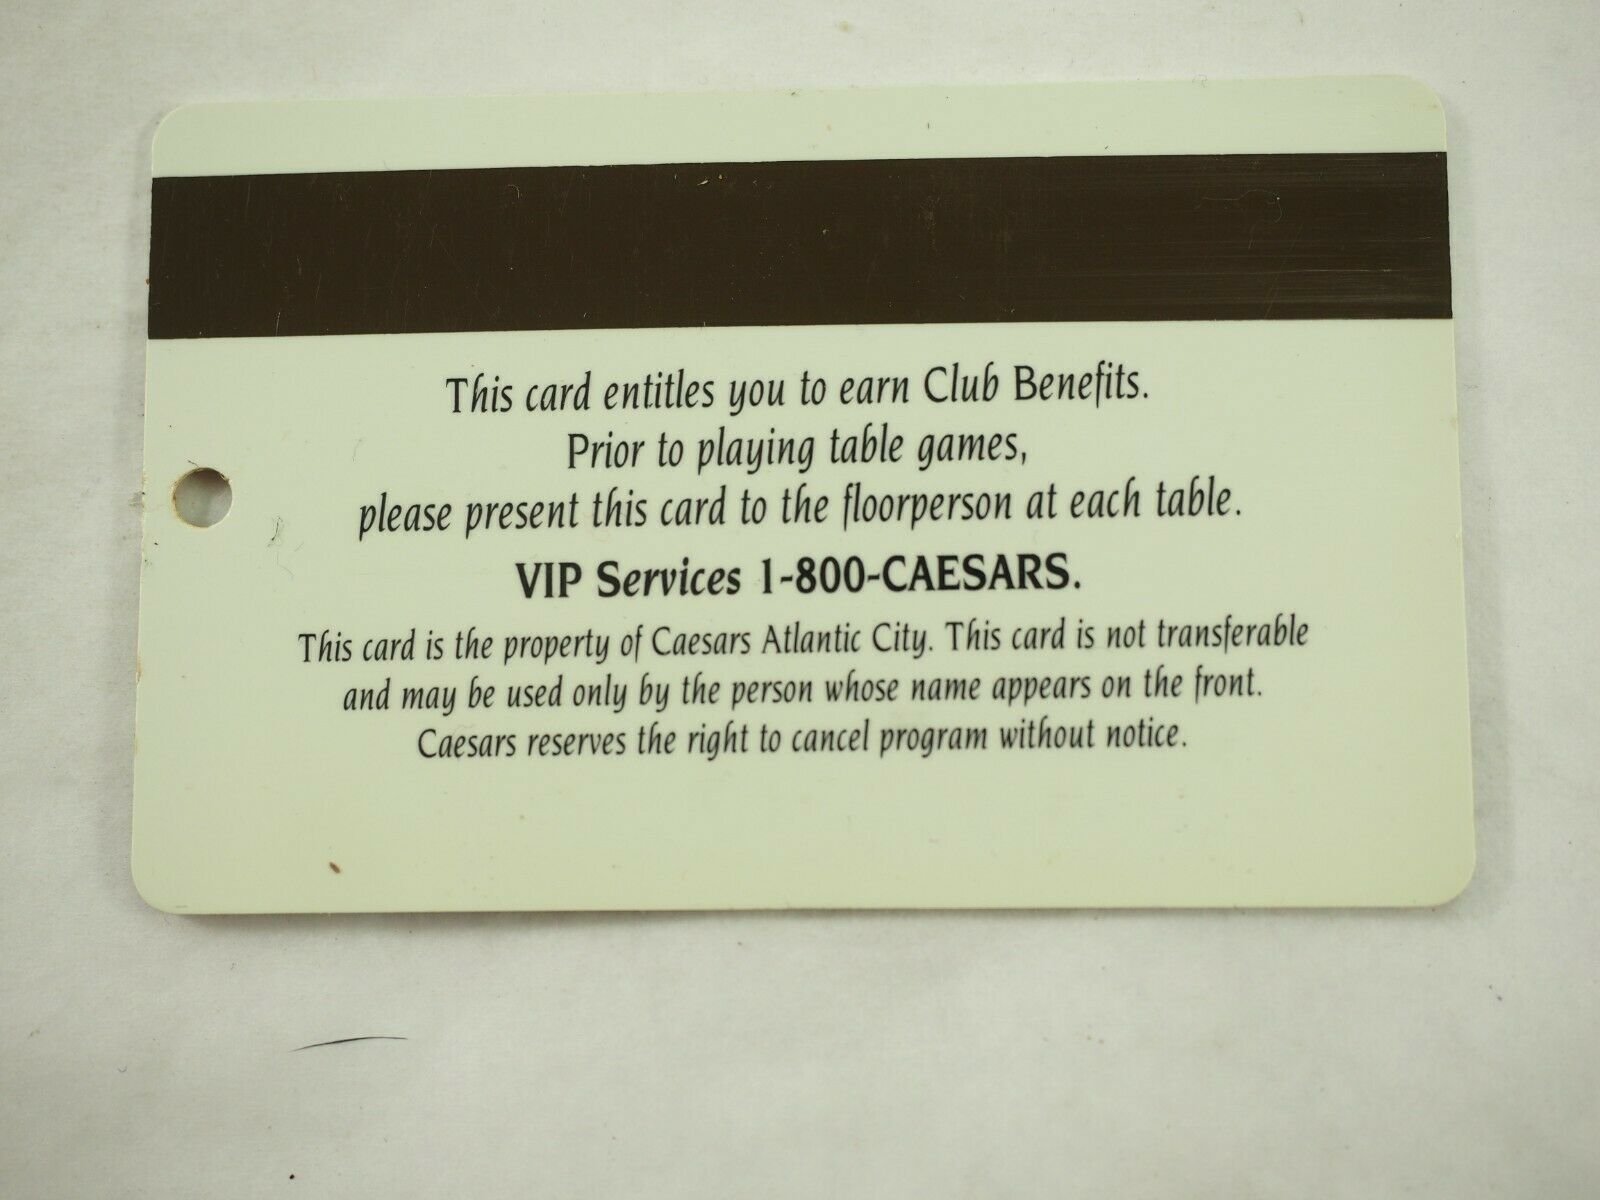 This card entitles you to earn Club Benefits.
Prior to playing table games,
please present this card to the floorperson at each table.
VIP Services 1-800-CAESARS.
This card is the property of Caesars Atlantic City. This card is not transferable
and may be used only by the person whose name appears on the front.
Caesars reserves the right to cancel program without notice.